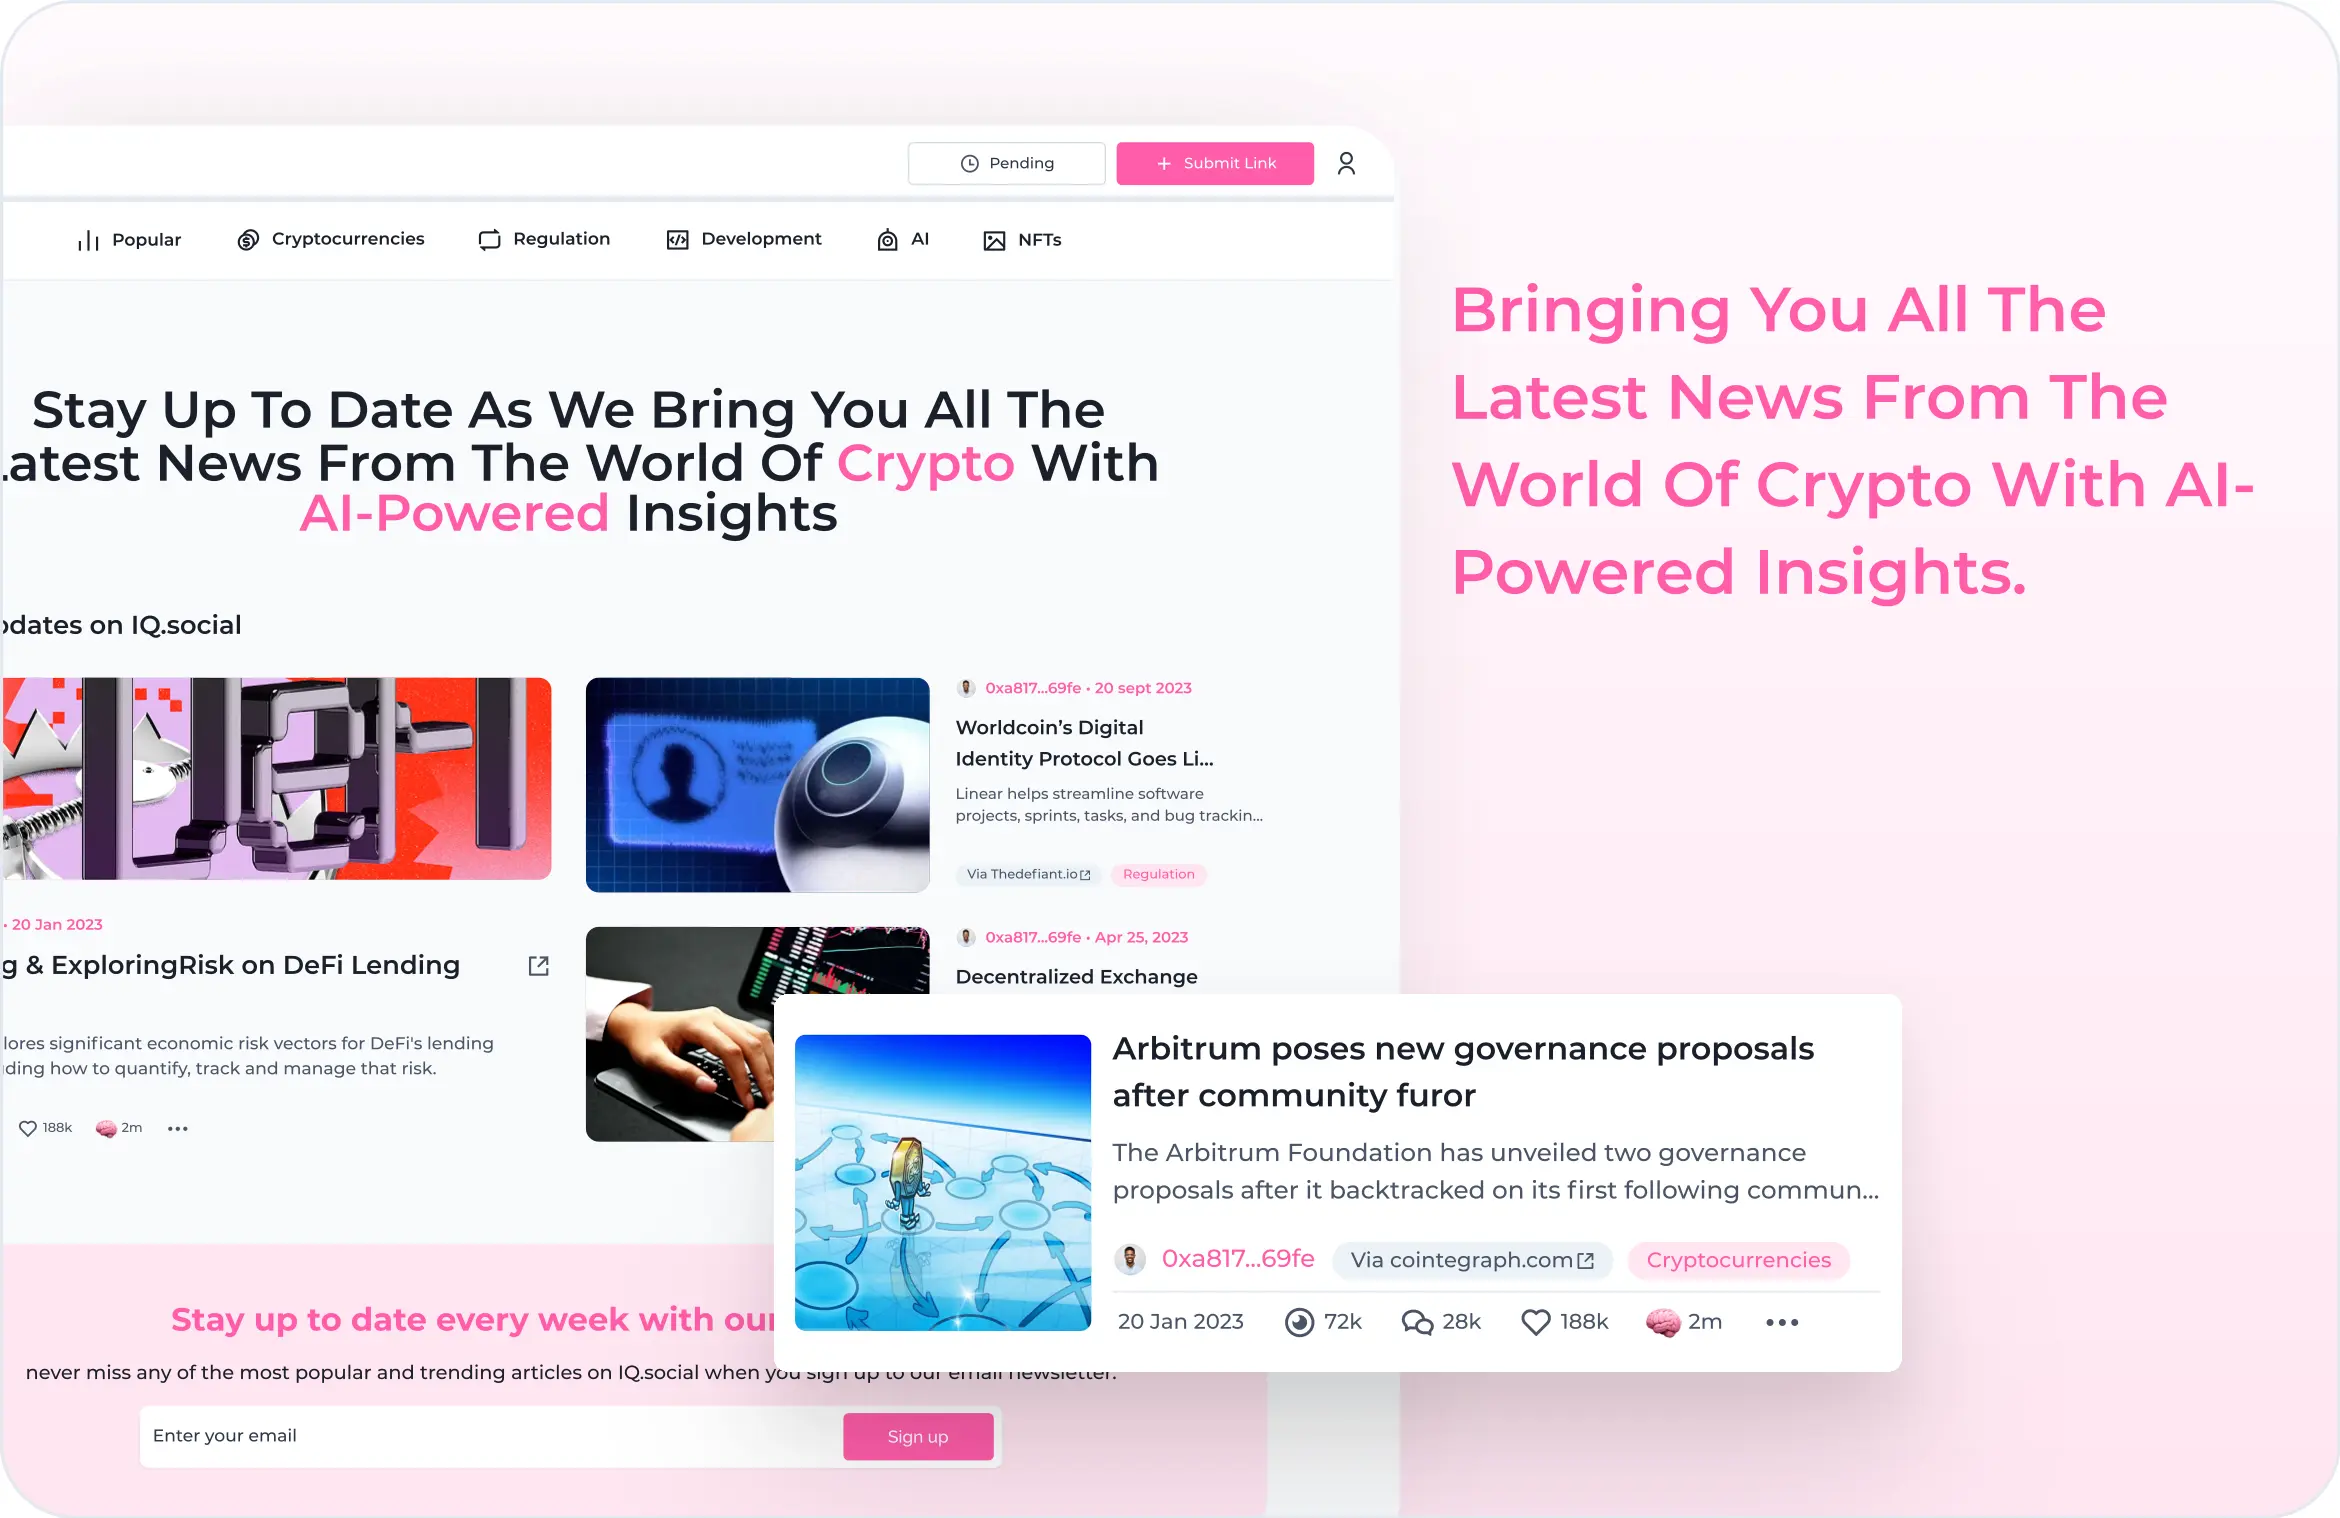 Pending
Submit Link
Popular
Cryptocurrencies
Regulation
Development
AI
NFTs
Stay Up To Date As We Bring You All The
Latest News From The World Of Crypto With
AI-Powered Insights
Bringing You All The
Latest News From The
World Of Crypto With AI-
Powered Insights.
on IQ.social
• 20 Jan 2023
& ExploringRisk on DeFi Lending
significant economic risk vectors for DeFi's lending
how to quantify, track and manage that risk.
188k
2m
0xa817...69fe • 20 sept 2023
Worldcoin's Digital
Identity Protocol Goes Li...
Linear helps streamline software
projects, sprints, tasks, and bug trackin...
Via Thedefiant.io
Regulation
0xa817...69fe • Apr 25, 2023
Decentralized Exchange
Arbitrum poses new governance proposals
after community furor
The Arbitrum Foundation has unveiled two governance
proposals after it backtracked on its first following commun...
0xa817...69fe
Via cointegraph.com
Cryptocurrencies
20 Jan 2023
72k
28k
188k
2m
Stay up to date every week with our
never miss any of the most popular and trending articles on IQ.social when you sign up to our email newsletter.
Enter your email
Sign up